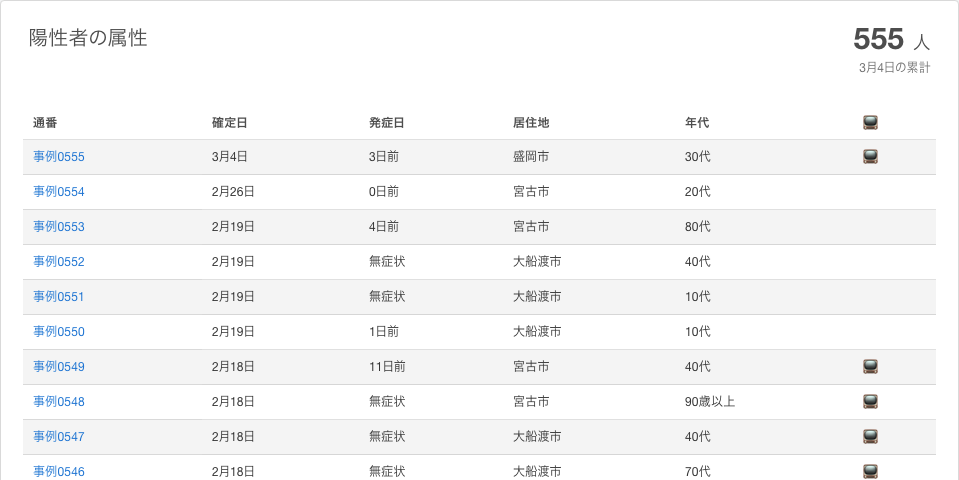 陽性者の属性
555 人
3月4日の累計
通番 確定日 発症日 居住地 年代
事例0555 3月4日 3日前 盛岡市 30代
事例0554 2月26日 0日前 宮古市 20代
事例0553 2月19日 4日前 宮古市 80代
事例0552 2月19日 無症状 大船渡市 40代
事例0551 2月19日 無症状 大船渡市 10代
事例0550 2月19日 1日前 大船渡市 10代
事例0549 2月18日 11日前 宮古市 40代
事例0548 2月18日 無症状 宮古市 90歳以上
事例0547 2月18日 無症状 大船渡市 40代
事例0546 2月18日 無症状 大船渡市 70代